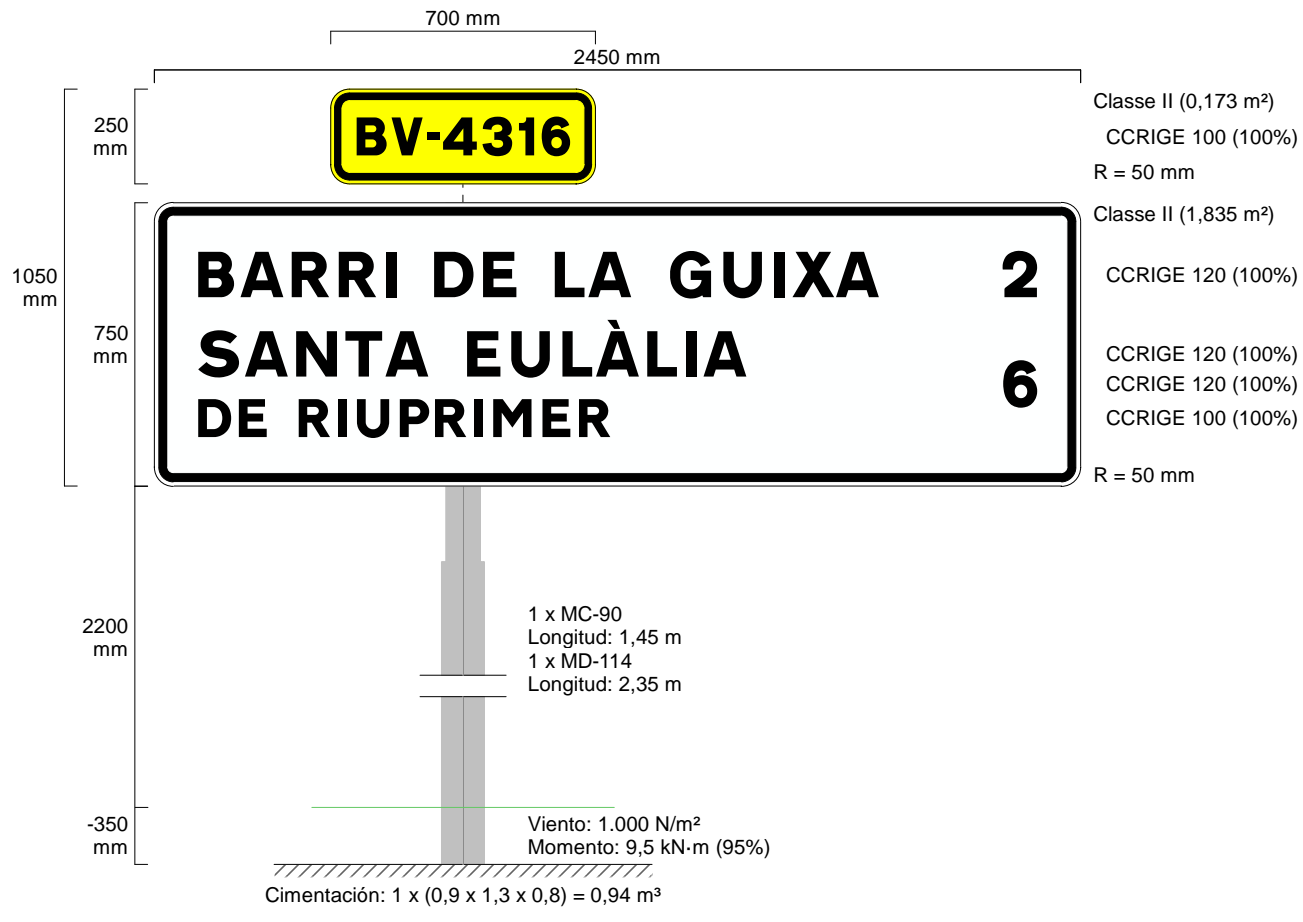 700 mm
2450 mm
250
mm
BV-4316
Classe II (0,173 m²)
CCRIGE 100 (100%)
R = 50 mm
1050
mm
750
mm
Classe II (1,835 m²)
BARRI DE LA GUIXA 2
CCRIGE 120 (100%)
SANTA EULÀLIA
DE RIUPRIMER
6
CCRIGE 120 (100%)
CCRIGE 120 (100%)
CCRIGE 100 (100%)
R = 50 mm
2200
mm
1 x MC-90
Longitud: 1,45 m
1 x MD-114
Longitud: 2,35 m
-350
mm
Viento: 1.000 N/m²
Momento: 9,5 kN·m (95%)
Cimentación: 1 x (0,9 x 1,3 x 0,8) = 0,94 m³